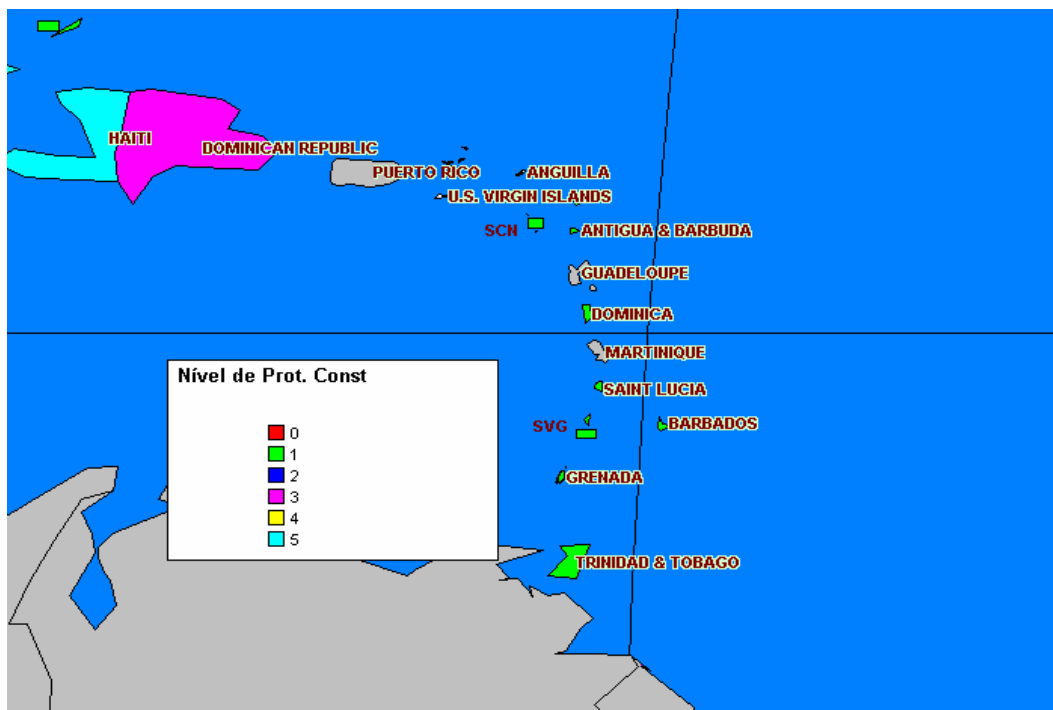 HAITI
DOMINICAN REPUBLIC
PUERTO RICO
ANGUILLA
U.S. VIRGIN ISLANDS
SCN
ANTIGUA & BARBUDA
GUADELOUPE
DOMINICA
MARTINIQUE
SAINT LUCIA
SVG
BARBADOS
GRENADA
TRINIDAD & TOBAGO
Nível de Prot. Const
0
1
2
3
4
5